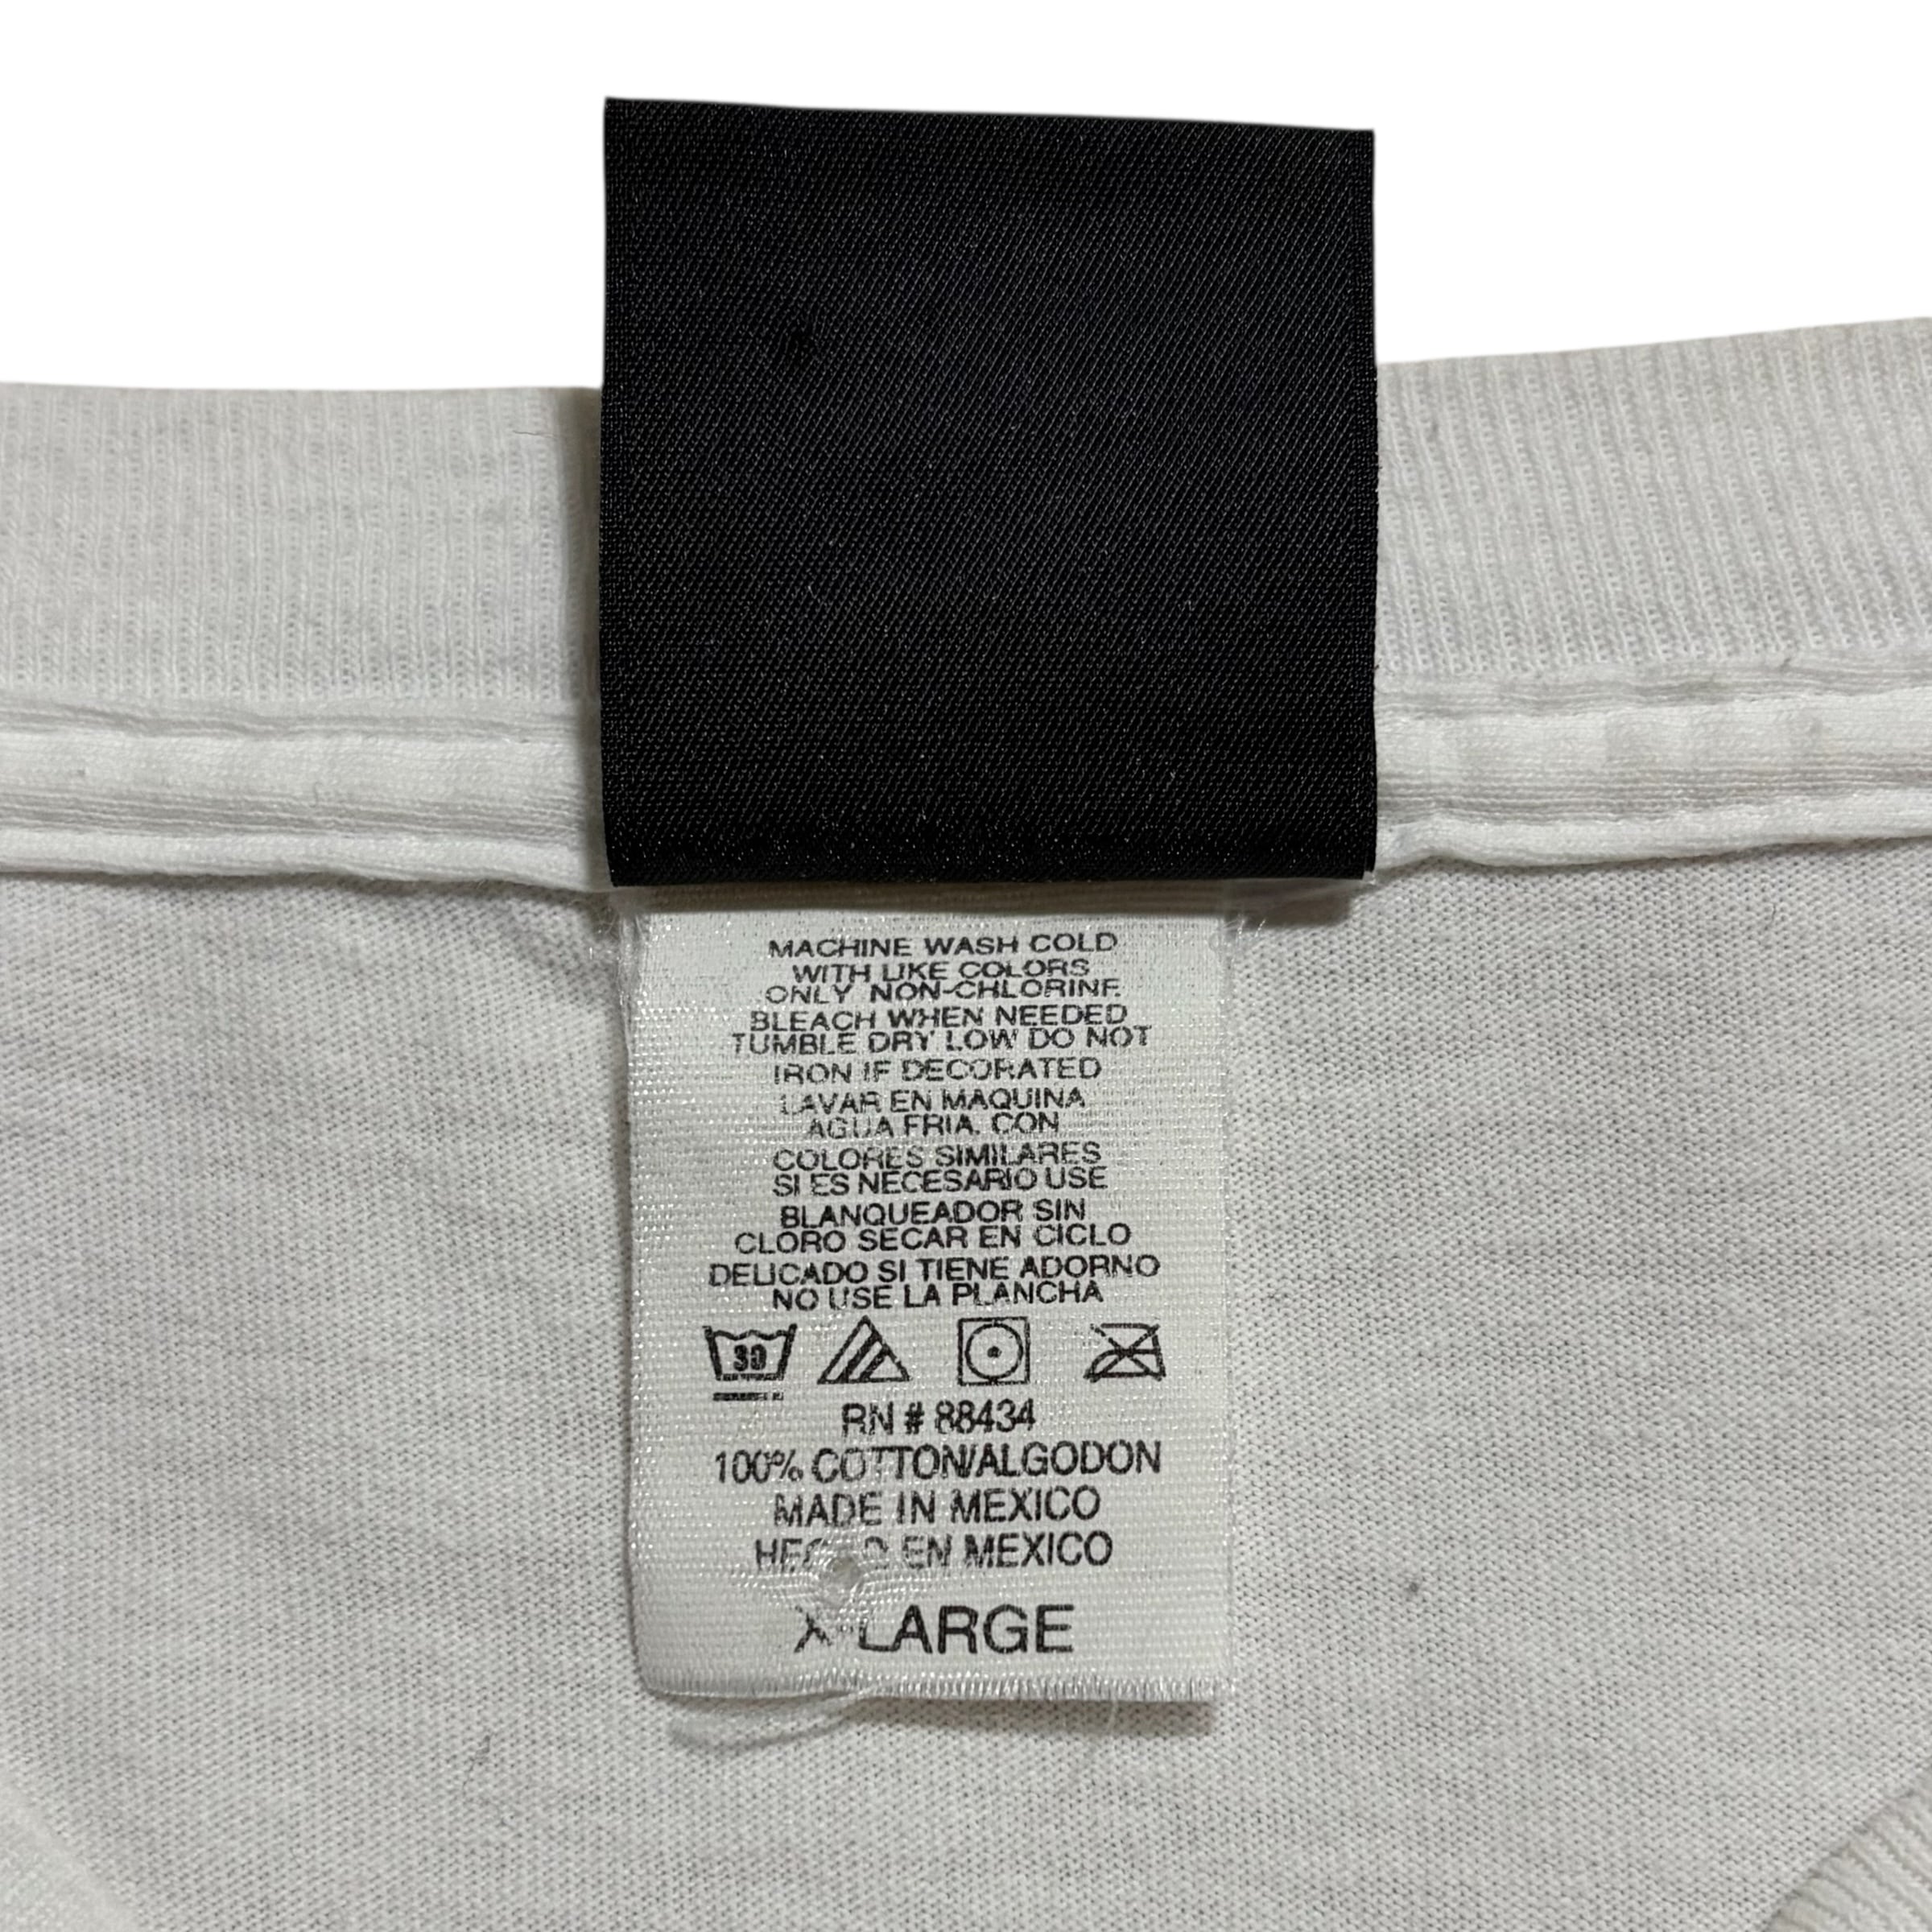 MACHINE WASH COLD
WITH LIKE COLORS
ONLY NON-CHLORINE
BLEACH WHEN NEEDED
TUMBLE DRY LOW DO NOT
IRON IF DECORATED
LAVAR EN MAQUINA
AGUA FRIA. CON
COLORES SIMILARES
SI ES NECESARIO USE
BLANQUEADOR SIN
CLORO SECAR EN CICLO
DELICADO SI TIENE ADORNO
NO USE LA PLANCHA
30
RN # 88434
100% COTTON/ALGODON
MADE IN MEXICO
HECHO EN MEXICO
X-LARGE